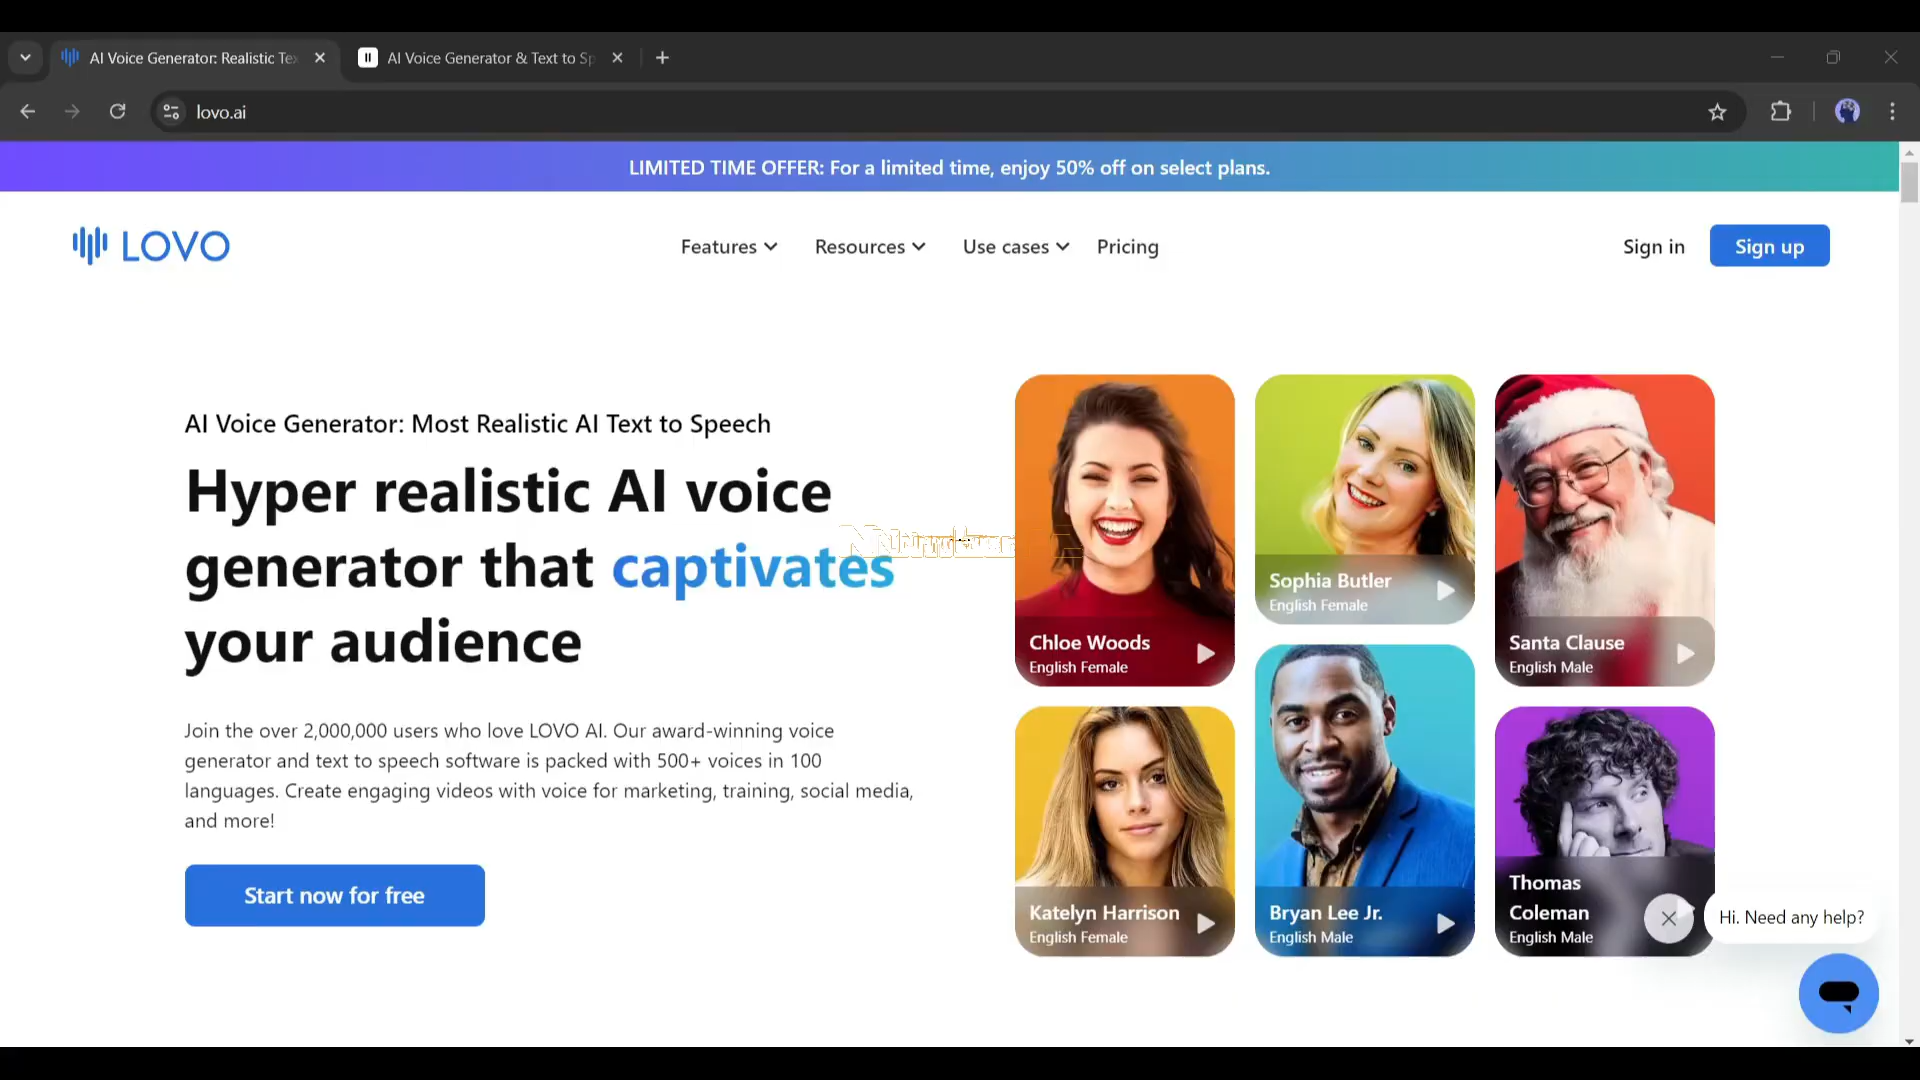 AI Voice Generator: Realistic Tex
AI Voice Generator & Text to Sp
lovo.ai
LIMITED TIME OFFER: For a limited time, enjoy 50% off on select plans.
LOVO
Features
Resources
Use cases
Pricing
Sign in
Sign up
AI Voice Generator: Most Realistic AI Text to Speech
Hyper realistic AI voice
generator that captivates
your audience
Join the over 2,000,000 users who love LOVO AI. Our award-winning voice
generator and text to speech software is packed with 500+ voices in 100
languages. Create engaging videos with voice for marketing, training, social media,
and more!
Start now for free
Chloe Woods
English Female
Sophia Butler
English Female
Santa Clause
English Male
Katelyn Harrison
English Female
Bryan Lee Jr.
English Male
Thomas
Coleman
English Male
Hi. Need any help?